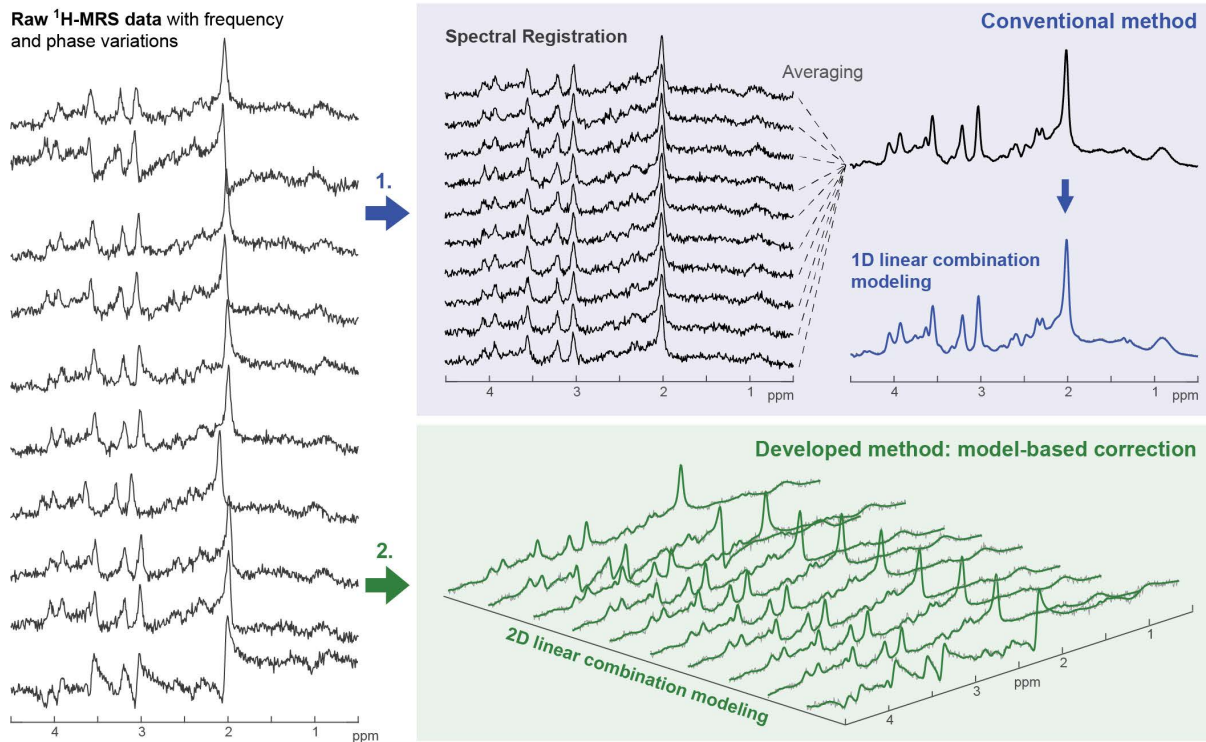 Raw ¹H-MRS data with frequency
and phase variations
4 3 2 1 ppm
1.
2.
Conventional method
Spectral Registration
Averaging
4 3 2 1 ppm
1D linear combination
modeling
4 3 2 1 ppm
Developed method: model-based correction
2D linear combination modeling
4 3 ppm 2 1